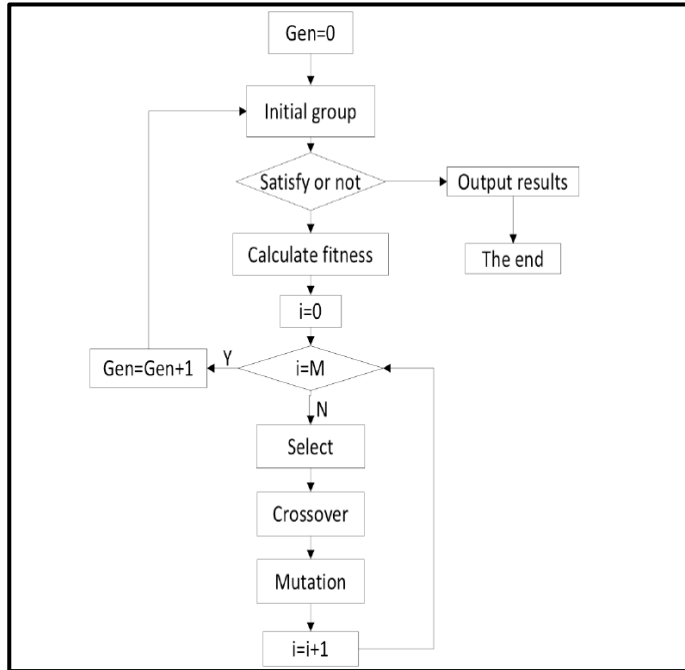 Gen=0
Initial group
Satisfy or not
Output results
Calculate fitness
The end
i=0
Gen=Gen+1
Y
i=M
N
Select
Crossover
Mutation
i=i+1